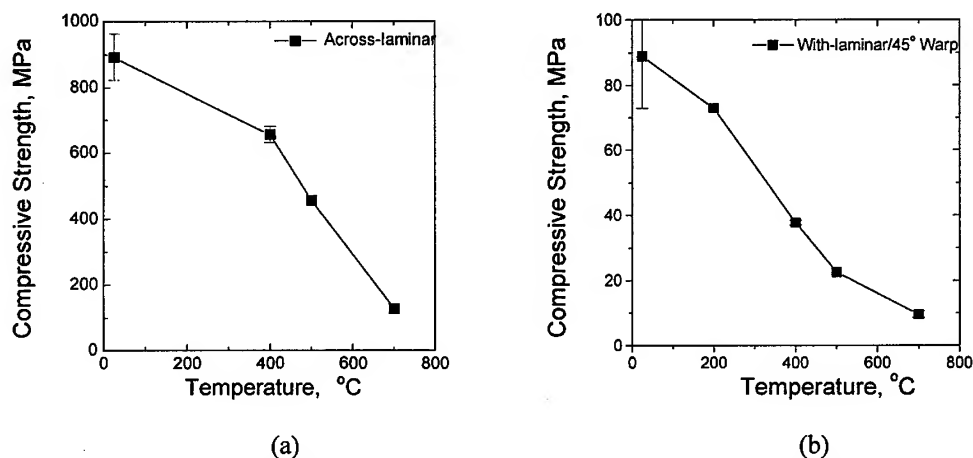 Compressive Strength, MPa
1000
800
600
400
200
0
Across-laminar
0 200 400 600 800
Temperature, °C
(a)
Compressive Strength, MPa
100
80
60
40
20
0
With-laminar/45° Warp
0 200 400 600 800
Temperature, °C
(b)